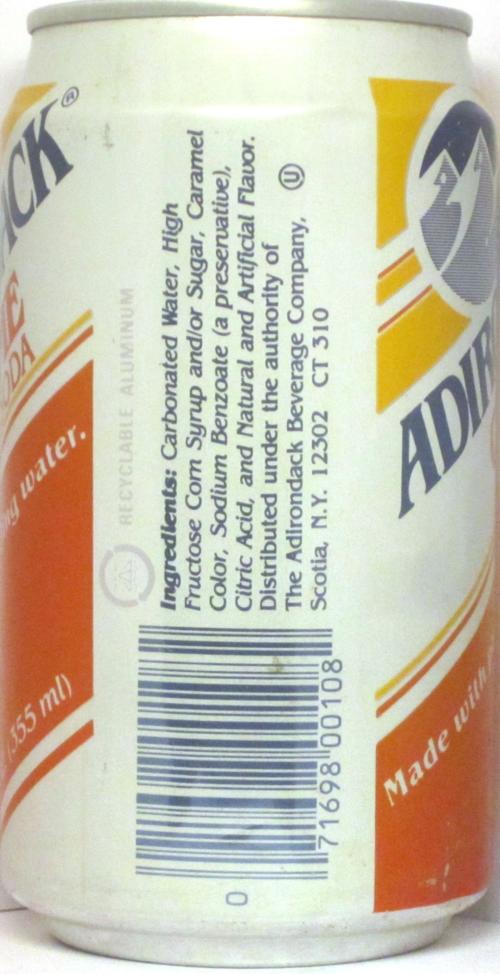 ACK®
E
ODA
ng water.
(355 ml)
RECYCLABLE ALUMINUM
Ingredients: Carbonated Water, High
Fructose Corn Syrup and/or Sugar, Caramel
Color, Sodium Benzoate (a preservative),
Citric Acid, and Natural and Artificial Flavor.
Distributed under the authority of
The Adirondack Beverage Company, Ⓤ
Scotia, N.Y. 12302 CT 310
0 71698 00108
ADIR
Made with